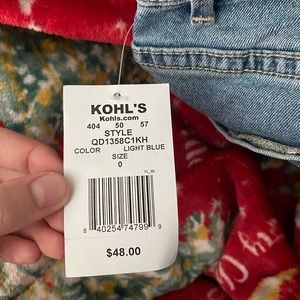 KOHL'S
Kohls.com
404 50 57
STYLE
QD1358C1KH
COLOR LIGHT BLUE
SIZE
0
FL_85
8 40254 74799 9
$48.00